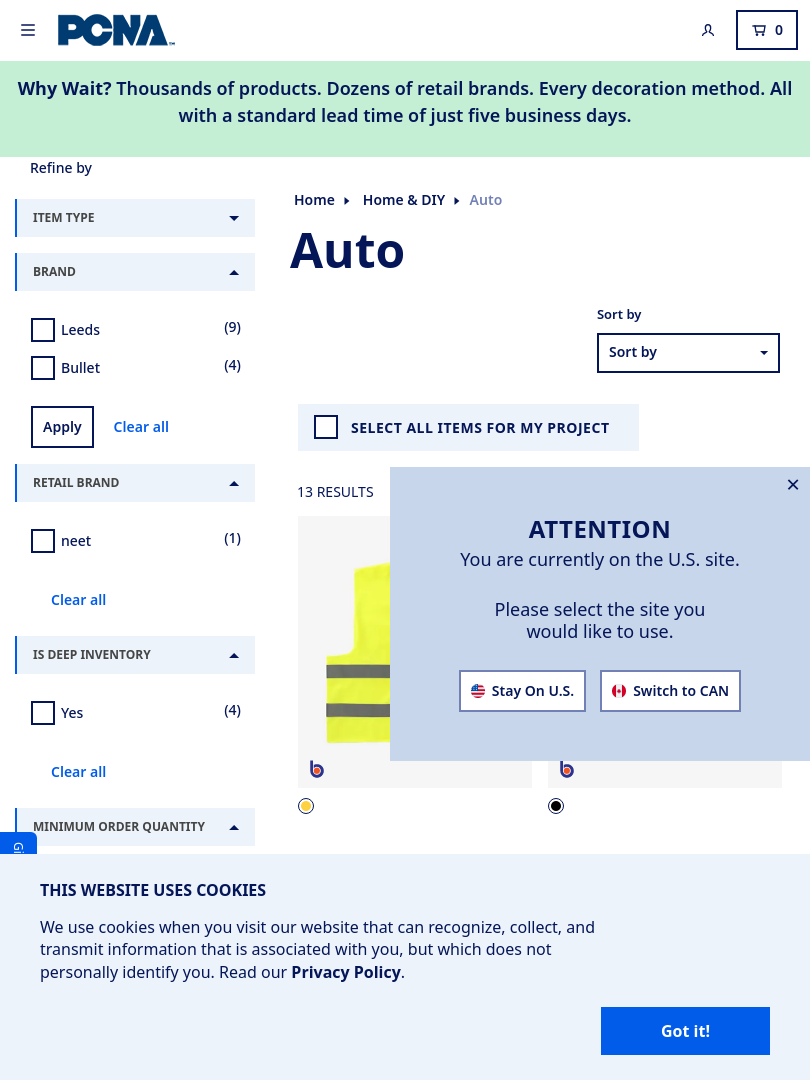 PCNA
0
Why Wait? Thousands of products. Dozens of retail brands. Every decoration method. All
with a standard lead time of just five business days.
Refine by
Home
Home & DIY
Auto
ITEM TYPE
Auto
BRAND
Leeds
(9)
Bullet
(4)
Apply
Clear all
Sort by
Sort by
SELECT ALL ITEMS FOR MY PROJECT
RETAIL BRAND
neet
(1)
Clear all
13 RESULTS
ATTENTION
You are currently on the U.S. site.
Please select the site you
would like to use.
Stay On U.S.
Switch to CAN
IS DEEP INVENTORY
Yes
(4)
Clear all
b
b
MINIMUM ORDER QUANTITY
THIS WEBSITE USES COOKIES
We use cookies when you visit our website that can recognize, collect, and
transmit information that is associated with you, but which does not
personally identify you. Read our Privacy Policy.
Got it!